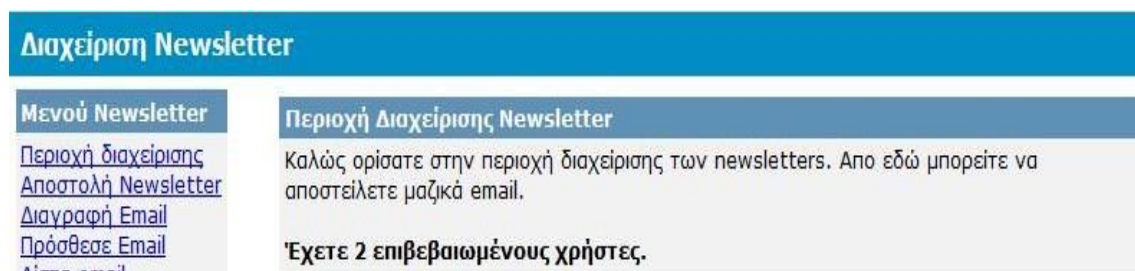 Διαχείριση Newsletter
Μενού Newsletter
Περιοχή διαχείρισης
Αποστολή Newsletter
Διαγραφή Email
Πρόσθεσε Email
Περιοχή Διαχείρισης Newsletter
Καλώς ορίσατε στην περιοχή διαχείρισης των newsletters. Απο εδώ μπορείτε να
αποστείλετε μαζικά email.
Έχετε 2 επιβεβαιωμένους χρήστες.